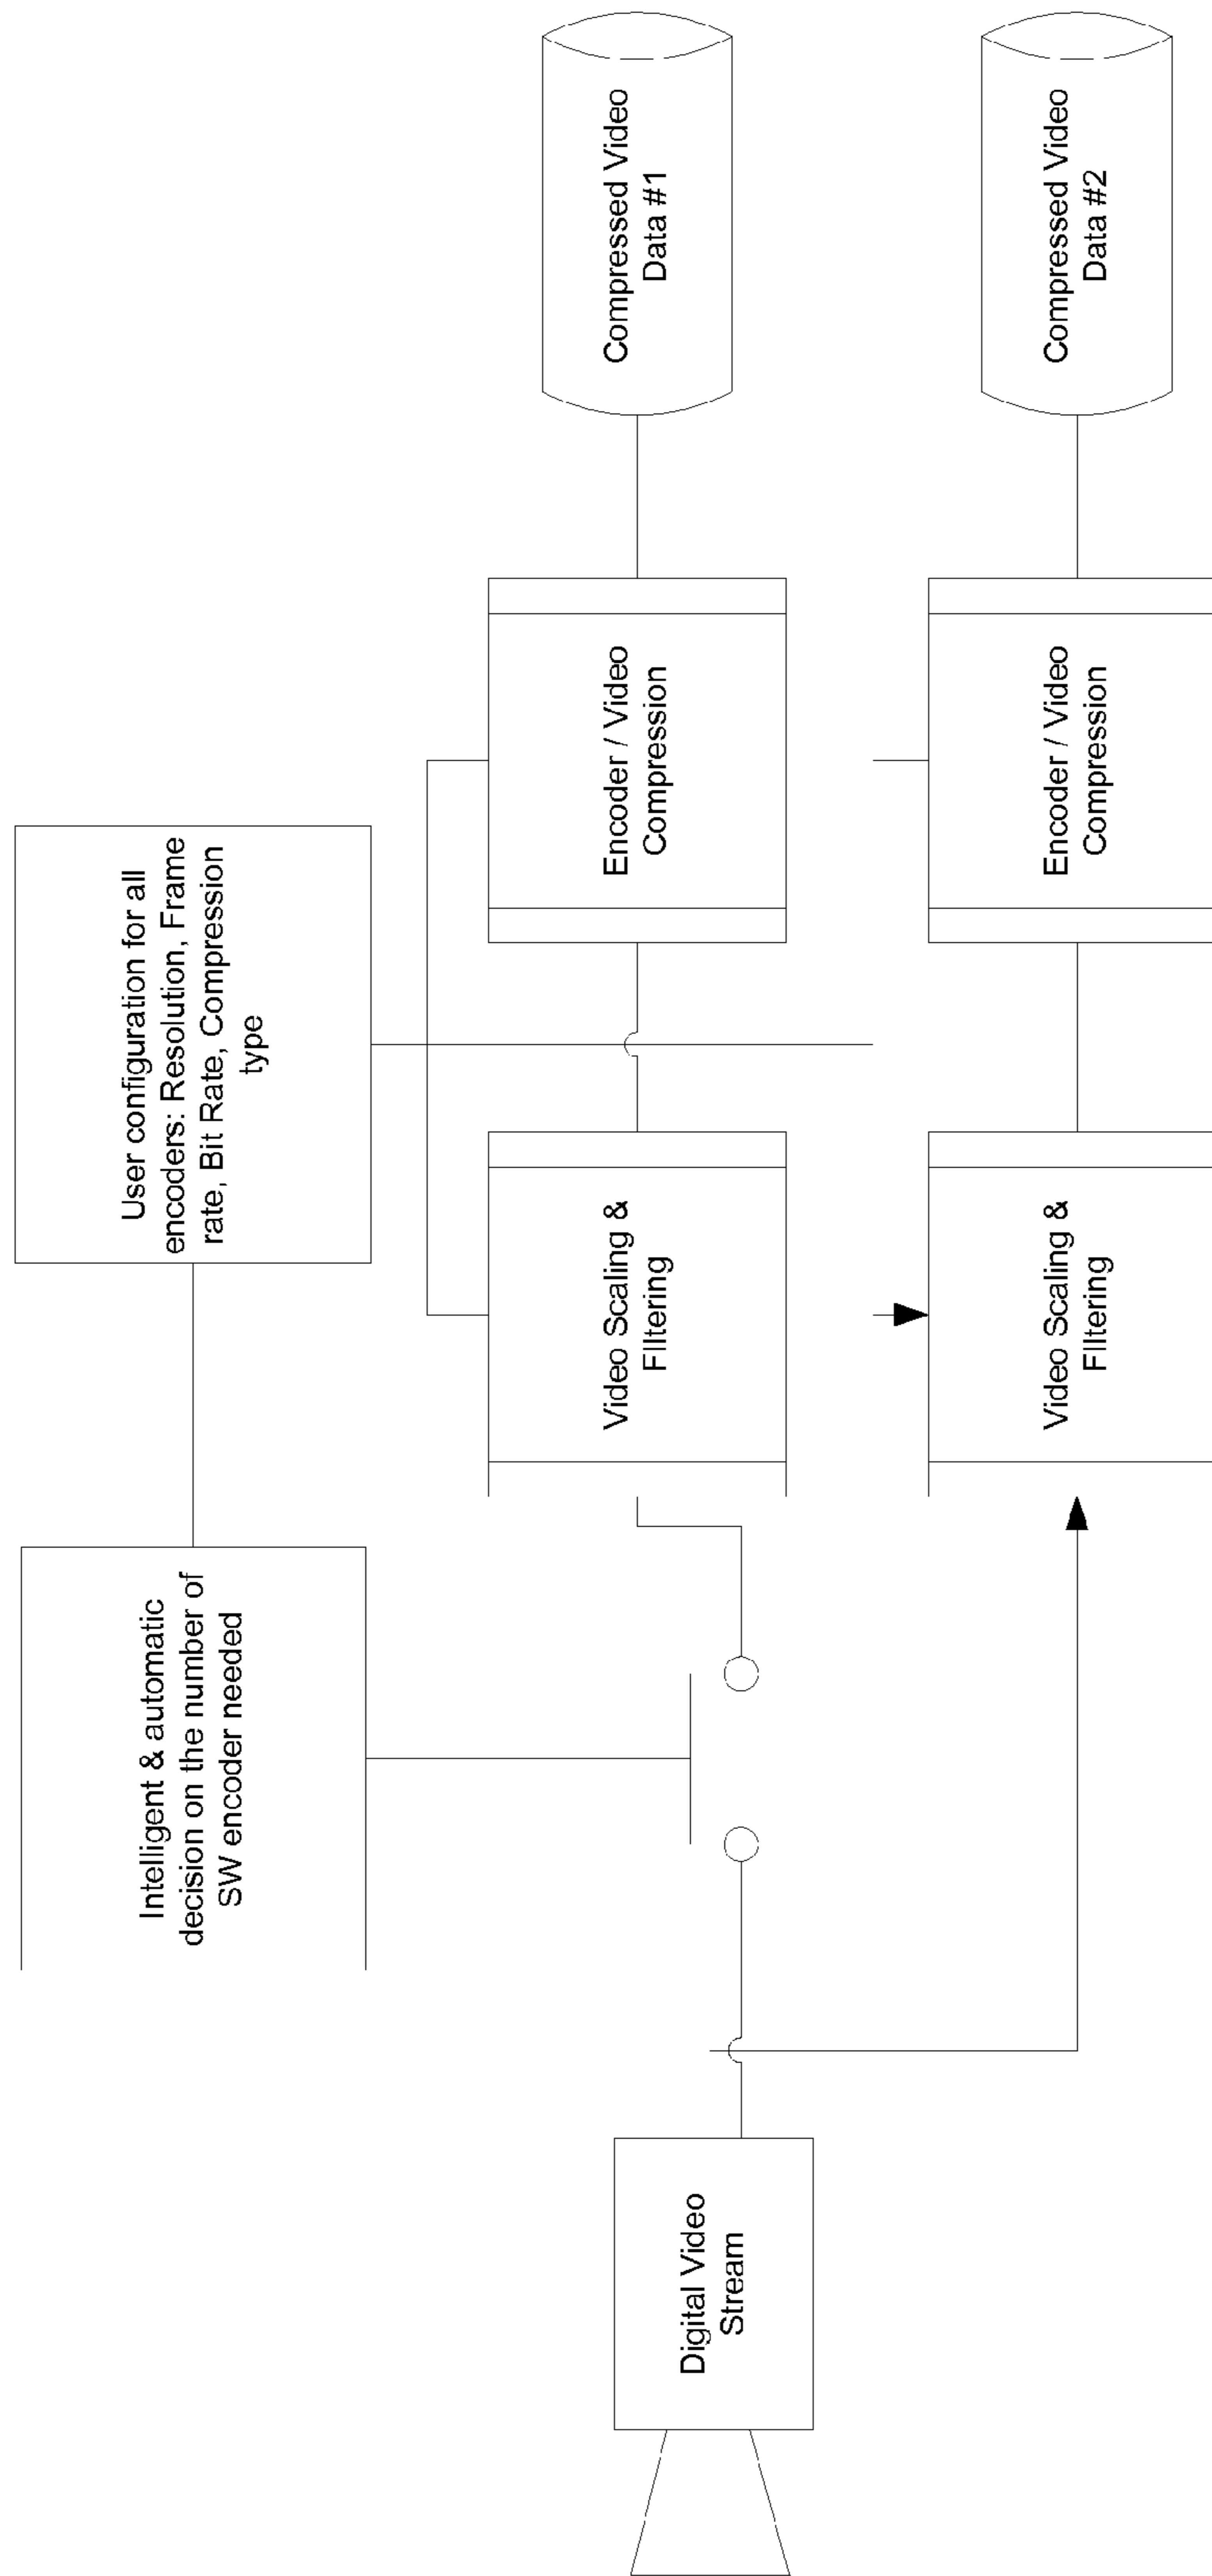 Intelligent & automatic
decision on the number of
SW encoder needed
User configuration for all
encoders: Resolution, Frame
rate, Bit Rate, Compression
type
Digital Video
Stream
Video Scaling &
FIltering
Encoder / Video
Compression
Compressed Video
Data #1
Video Scaling &
FIltering
Encoder / Video
Compression
Compressed Video
Data #2